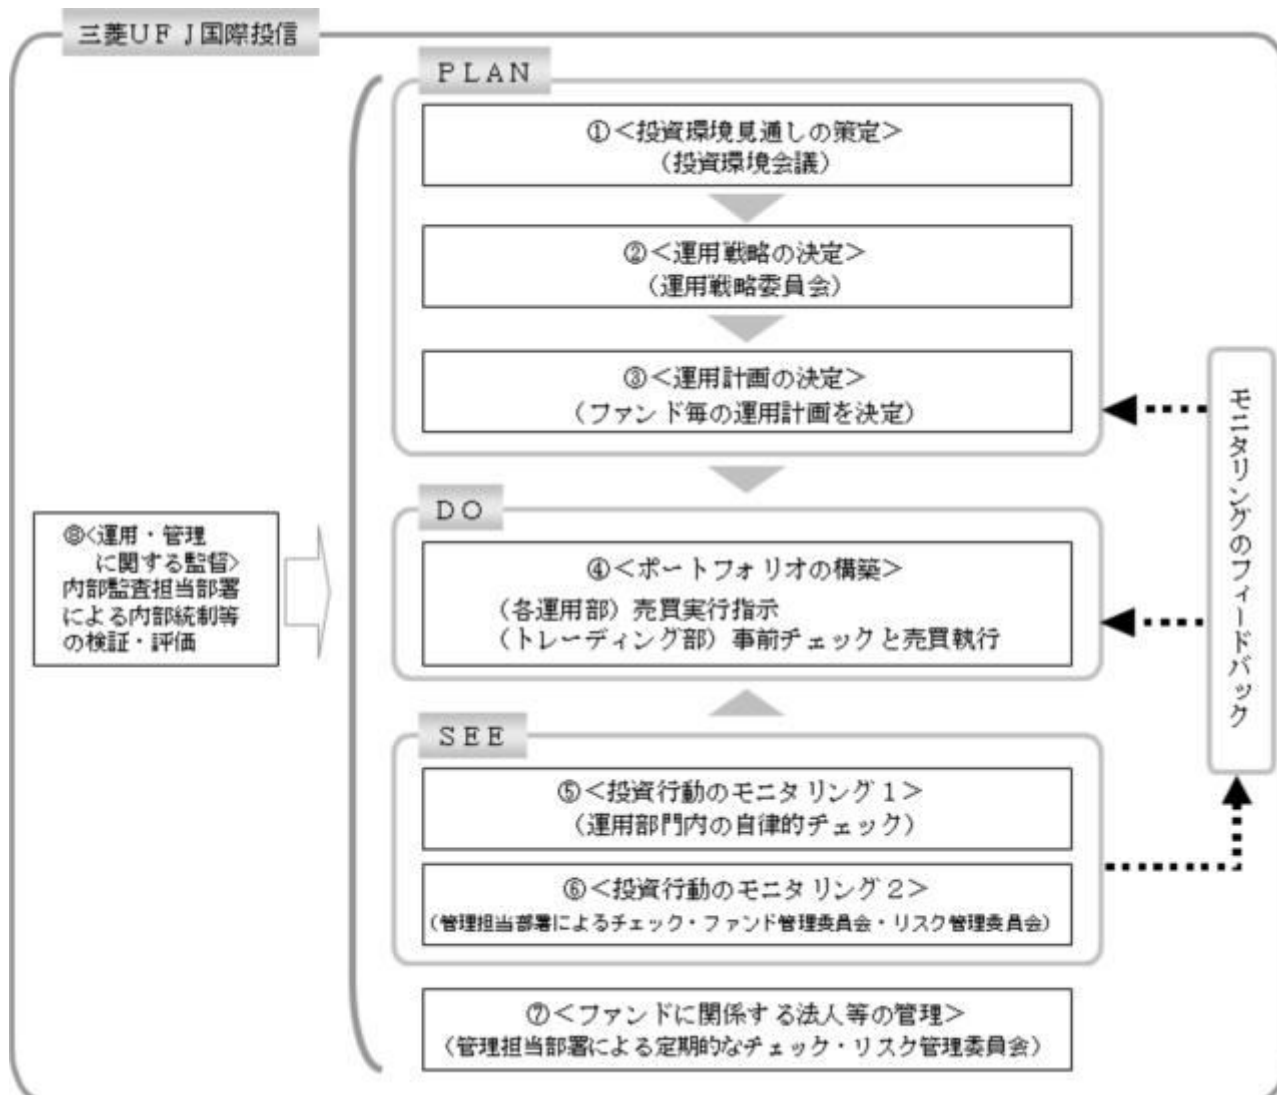 三菱UFJ国際投信
PLAN
①<投資環境見通しの策定>
(投資環境会議)
②<運用戦略の決定>
(運用戦略委員会)
③<運用計画の決定>
(ファンド毎の運用計画を決定)
DO
④<ポートフォリオの構築>
(各運用部)売買実行指示
(トレーディング部)事前チェックと売買執行
SEE
⑤<投資行動のモニタリング1>
(運用部門内の自律的チェック)
⑥<投資行動のモニタリング2>
(管理担当部署によるチェック・ファンド管理委員会・リスク管理委員会)
⑦<ファンドに関係する法人等の管理>
(管理担当部署による定期的なチェック・リスク管理委員会)
⑧<運用・管理
に関する監督>
内部監査担当部署
による内部統制等
の検証・評価
モニタリングのフィードバック